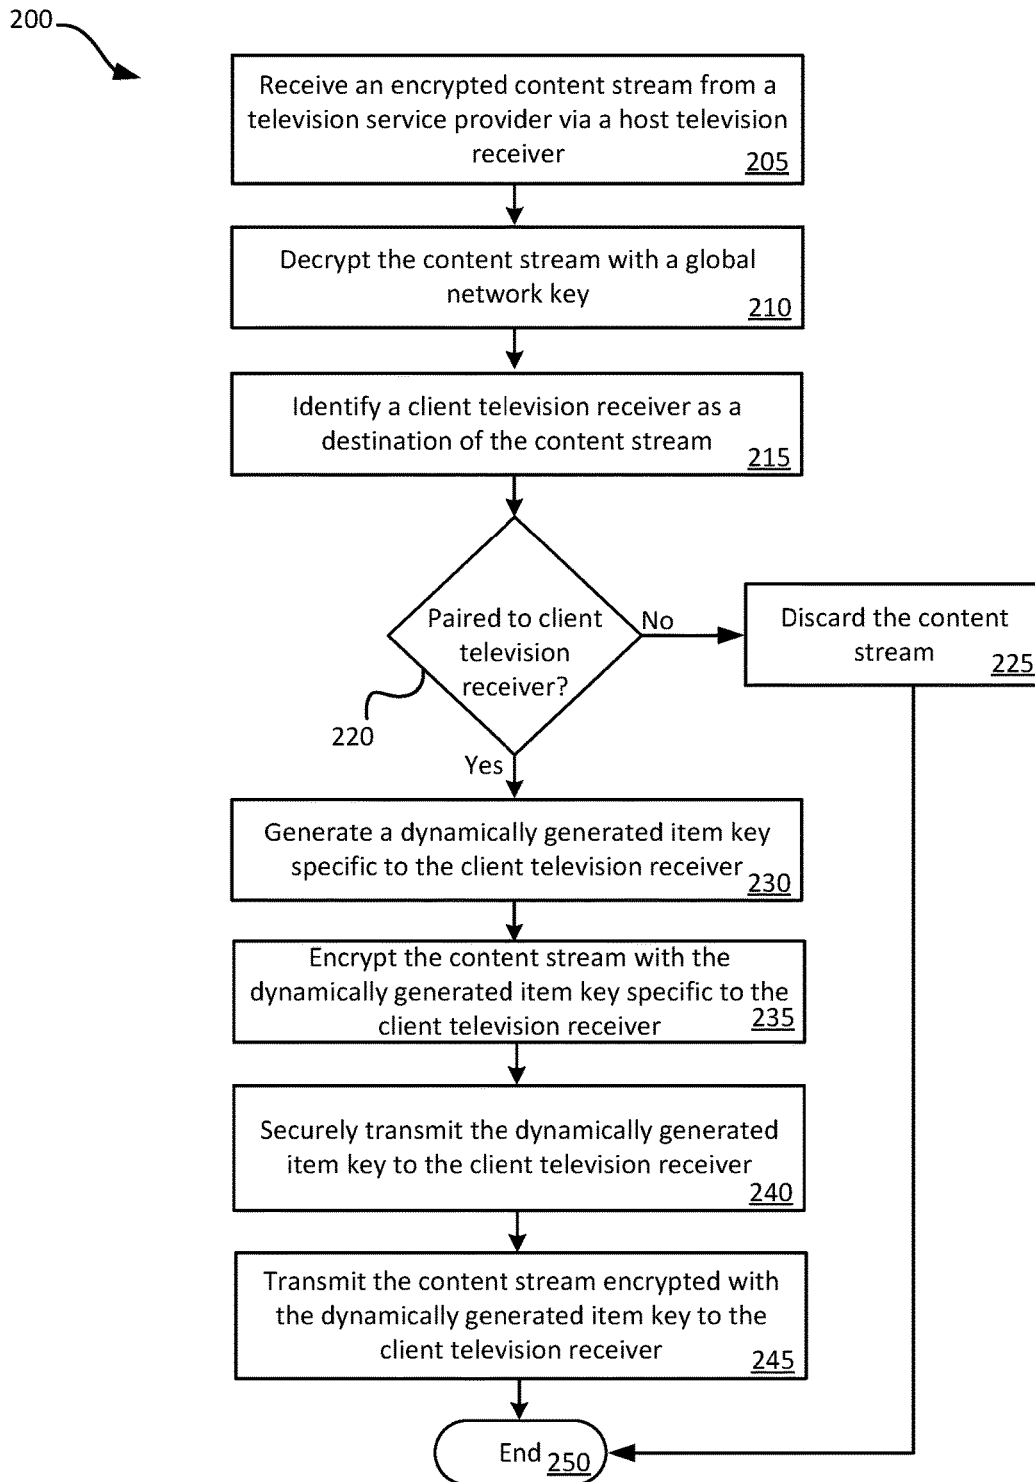 200
Receive an encrypted content stream from a
television service provider via a host television
receiver
205
Decrypt the content stream with a global
network key
210
Identify a client television receiver as a
destination of the content stream
215
Paired to client
television
receiver?
220
No
Discard the content
stream
225
Yes
Generate a dynamically generated item key
specific to the client television receiver
230
Encrypt the content stream with the
dynamically generated item key specific to the
client television receiver
235
Securely transmit the dynamically generated
item key to the client television receiver
240
Transmit the content stream encrypted with
the dynamically generated item key to the
client television receiver
245
End
250